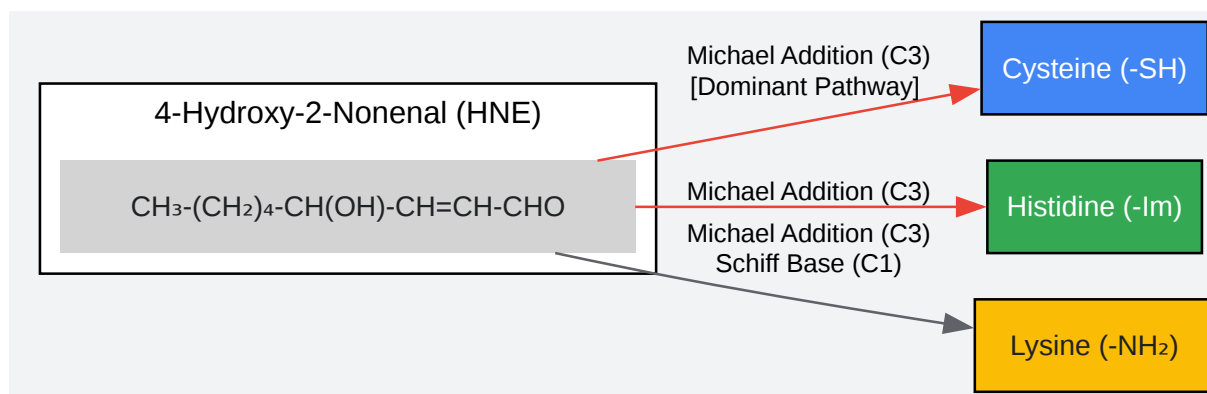 Michael Addition (C3)
[Dominant Pathway]
Cysteine (-SH)
4-Hydroxy-2-Nonenal (HNE)
CH₃-(CH₂)₄-CH(OH)-CH=CH-CHO
Michael Addition (C3)
Histidine (-Im)
Michael Addition (C3)
Schiff Base (C1)
Lysine (-NH₂)